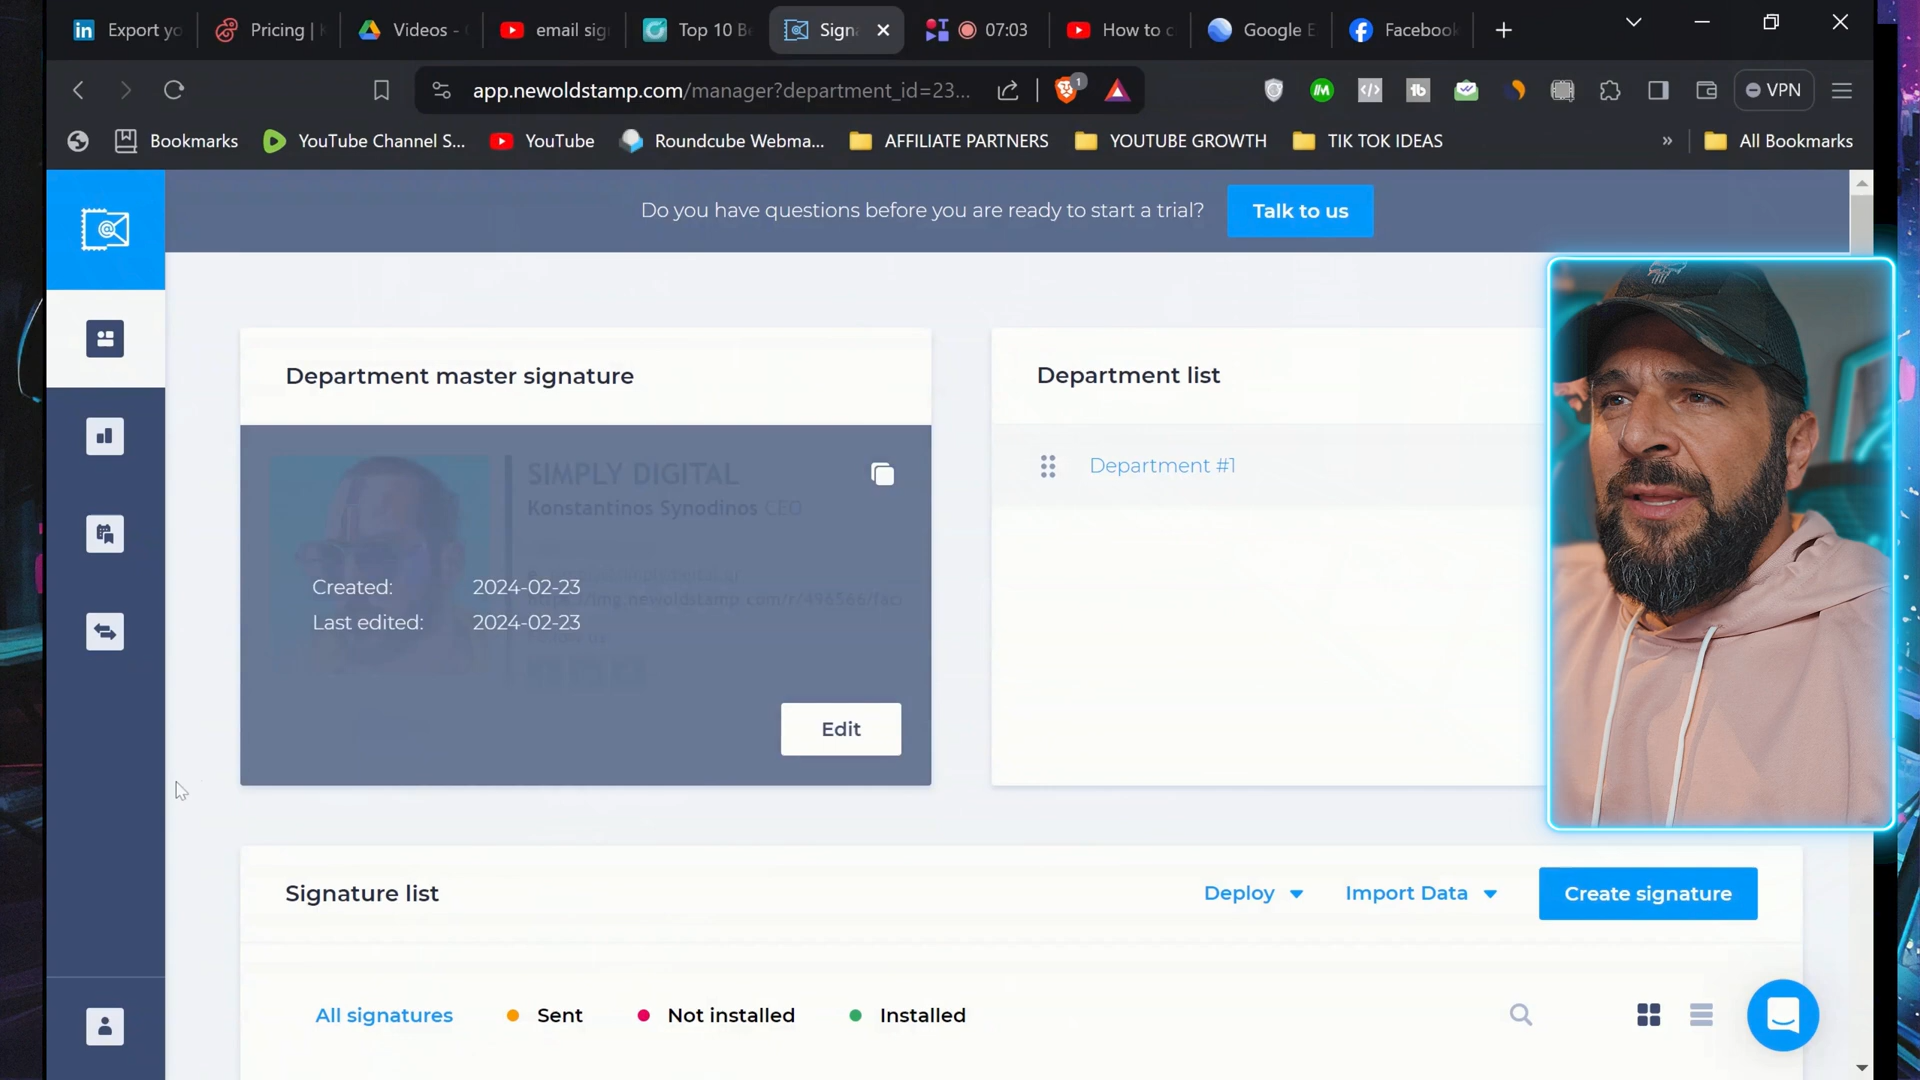 Export yo
Pricing |
Videos -
email sig
Top 10 Be
Signa
07:03
How to c
Google E
Facebook
app.newoldstamp.com/manager?department_id=23...
1
VPN
Bookmarks
YouTube Channel S...
YouTube
Roundcube Webma...
AFFILIATE PARTNERS
YOUTUBE GROWTH
TIK TOK IDEAS
»
All Bookmarks
Do you have questions before you are ready to start a trial?
Talk to us
Department master signature
Department list
SIMPLY DIGITAL
Konstantinos Synodinos CEO
Department #1
Created: 2024-02-23
Last edited: 2024-02-23
Edit
Signature list
Deploy
Import Data
Create signature
All signatures
Sent
Not installed
Installed